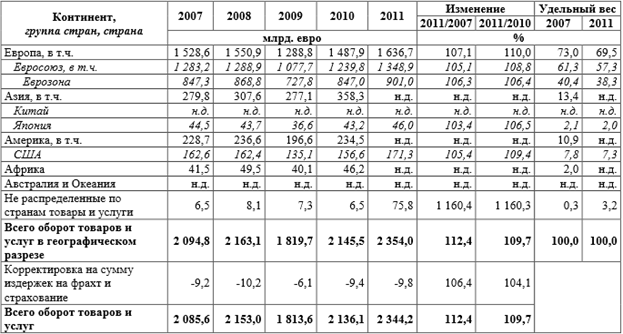 Континент, группа стран, страна 2007 2008 2009 2010 2011 Изменение Удельный вес
2011/2007 2011/2010 2007 2011
млрд. евро %
Европа, в т.ч. 1 528,6 1 550,9 1 288,8 1 487,9 1 636,7 107,1 110,0 73,0 69,5
Евросоюз, в т.ч. 1 283,2 1 288,9 1 077,7 1 239,8 1 348,9 105,1 108,8 61,3 57,3
Еврозона 847,3 868,8 727,8 847,0 901,0 106,3 106,4 40,4 38,3
Азия, в т.ч. 279,8 307,6 277,1 358,3 н.д. н.д. н.д. 13,4 н.д.
Китай н.д. н.д. н.д. н.д. н.д. н.д. н.д. н.д. н.д.
Япония 44,5 43,7 36,6 43,2 46,0 103,4 106,5 2,1 2,0
Америка, в т.ч. 228,7 236,6 196,6 234,5 н.д. н.д. н.д. 10,9 н.д.
США 162,6 162,4 135,1 156,6 171,3 105,4 109,4 7,8 7,3
Африка 41,5 49,5 40,1 46,2 н.д. н.д. н.д. 2,0 н.д.
Австралия и Океания н.д. н.д. н.д. н.д. н.д. н.д. н.д. н.д. н.д.
Не распределенные по
странам товары и услуги 6,5 8,1 7,3 6,5 75,8 1 160,4 1 160,3 0,3 3,2
Всего оборот товаров и
услуг в географическом 2 094,8 2 163,1 1 819,7 2 145,5 2 354,0 112,4 109,7 100,0 100,0
разрезе
Корректировка на сумму
издержек на фрахт и -9,2 -10,2 -6,1 -9,4 -9,8 106,4 104,1
страхование
Всего оборот товаров и 2 085,6 2 153,0 1 813,6 2 136,1 2 344,2 112,4 109,7
услуг